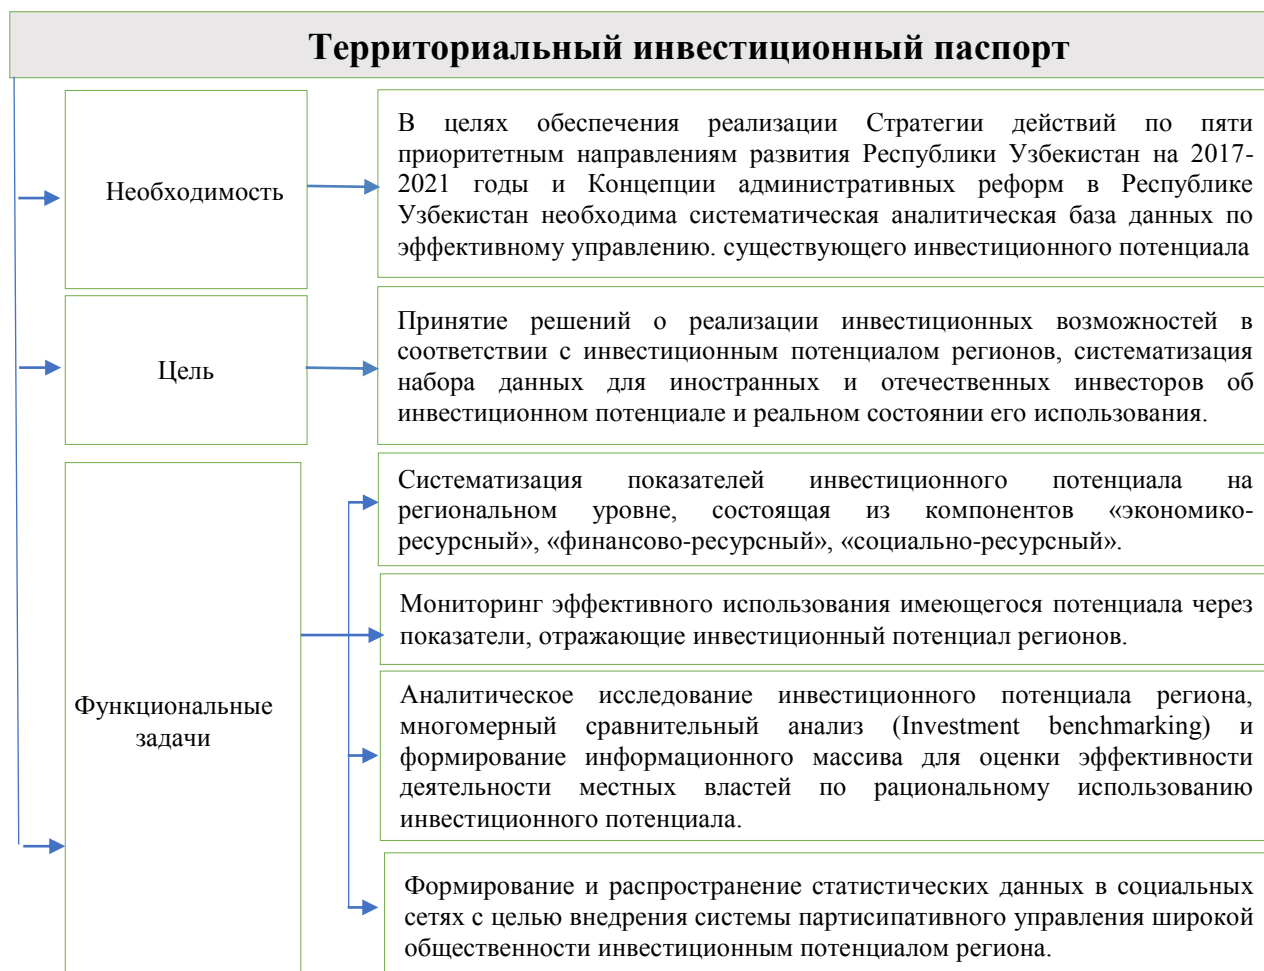 Территориальный инвестиционный паспорт
Необходимость
В целях обеспечения реализации Стратегии действий по пяти
приоритетным направлениям развития Республики Узбекистан на 2017-
2021 годы и Концепции административных реформ в Республике
Узбекистан необходима систематическая аналитическая база данных по
эффективному управлению. существующего инвестиционного потенциала
Цель
Принятие решений о реализации инвестиционных возможностей в
соответствии с инвестиционным потенциалом регионов, систематизация
набора данных для иностранных и отечественных инвесторов об
инвестиционном потенциале и реальном состоянии его использования.
Функциональные
задачи
Систематизация показателей инвестиционного потенциала на
региональном уровне, состоящая из компонентов «экономико-
ресурсный», «финансово-ресурсный», «социально-ресурсный».
Мониторинг эффективного использования имеющегося потенциала через
показатели, отражающие инвестиционный потенциал регионов.
Аналитическое исследование инвестиционного потенциала региона,
многомерный сравнительный анализ (Investment benchmarking) и
формирование информационного массива для оценки эффективности
деятельности местных властей по рациональному использованию
инвестиционного потенциала.
Формирование и распространение статистических данных в социальных
сетях с целью внедрения системы партисипативного управления широкой
общественности инвестиционным потенциалом региона.